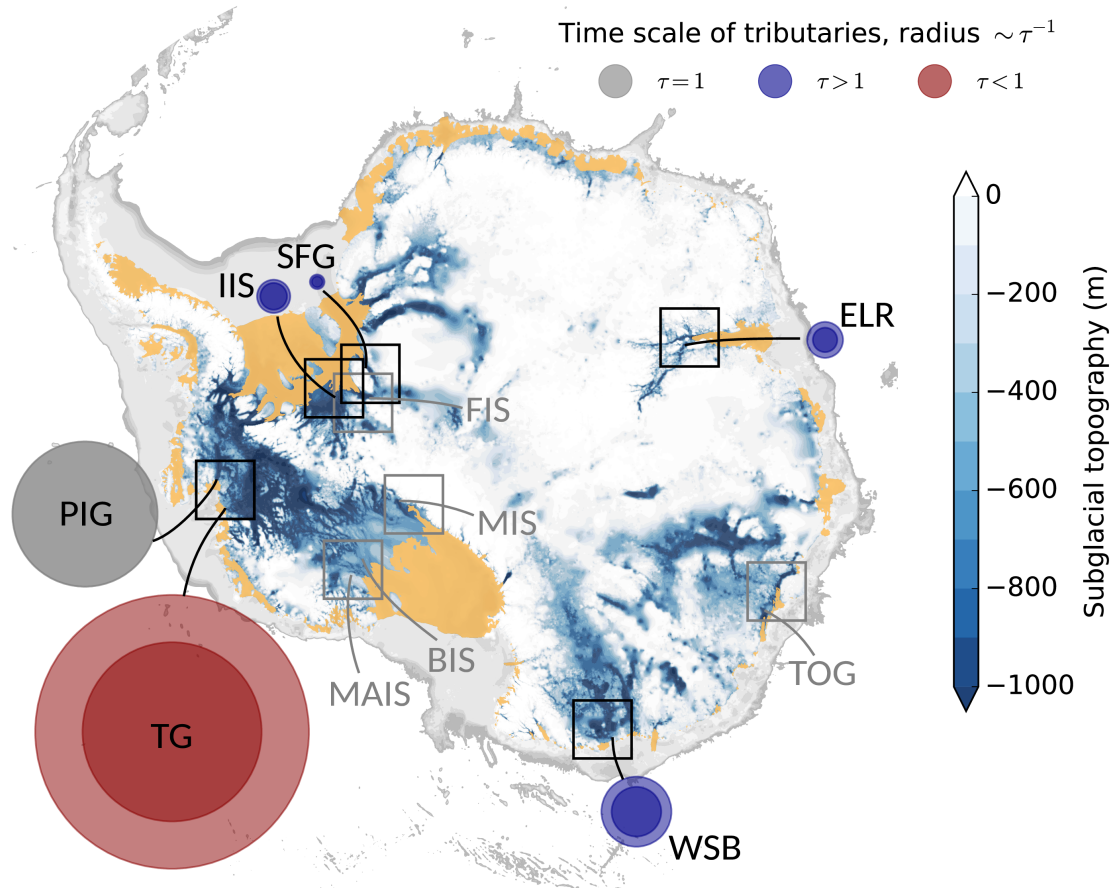 Time scale of tributaries, radius ∼τ⁻¹
τ=1
τ>1
τ<1
0
−200
−400
−600
−800
−1000
Subglacial topography (m)
SFG
IIS
ELR
FIS
PIG
MIS
BIS
MAIS
TOG
TG
WSB